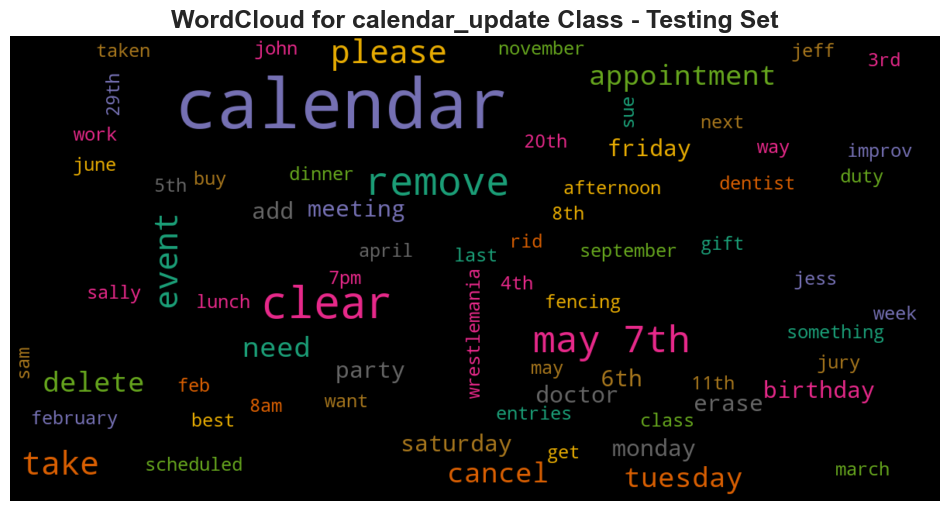 WordCloud for calendar_update Class - Testing Set
taken
john
please
november
jeff
3rd
calendar
appointment
29th
sue
next
work
20th
friday
way
improv
june
5th
buy
dinner
remove
afternoon
dentist
duty
add
meeting
8th
event
april
last
rid
september
gift
7pm
4th
jess
sally
lunch
clear
wrestlemania
fencing
week
something
need
may 7th
sam
delete
feb
party
may
6th
11th
jury
birthday
doctor
erase
february
best
8am
want
entries
class
saturday
get
monday
take
scheduled
cancel
tuesday
march